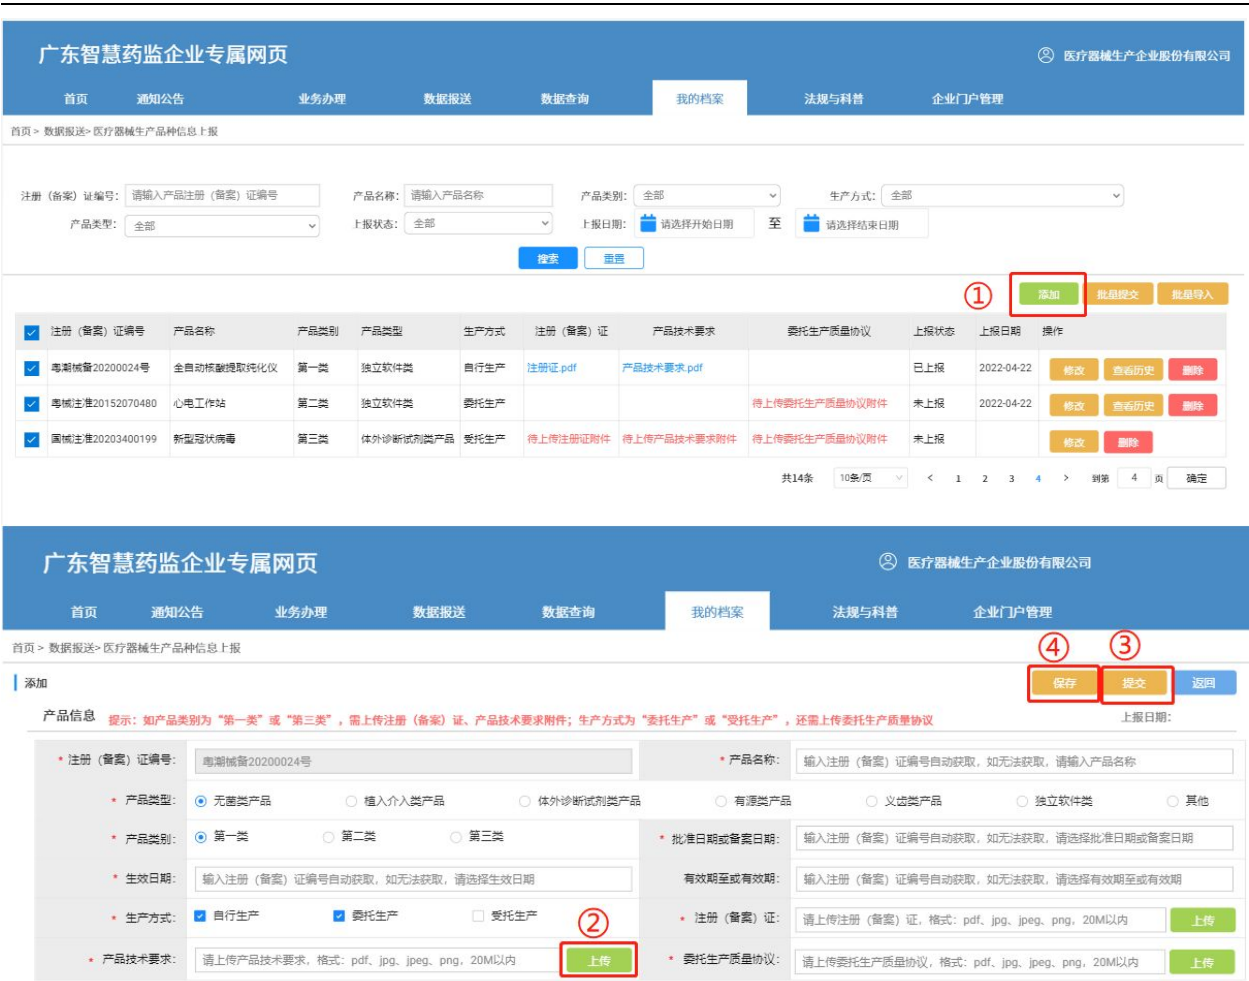 广东智慧药监企业专属网页
医疗器械生产企业股份有限公司
首页 通知公告 业务办理 数据报送 数据查询 我的档案 法规与科普 企业门户管理
首页 > 数据报送> 医疗器械生产品种信息上报
注册（备案）证编号： 请输入产品注册（备案）证编号 产品名称： 请输入产品名称 产品类别： 全部 生产方式： 全部
产品类型： 全部 上报状态： 全部 上报日期： 请选择开始日期 至 请选择结束日期
搜索 重置
① 添加 批量提交 批量导入
注册（备案）证编号 产品名称 产品类别 产品类型 生产方式 注册（备案）证 产品技术要求 委托生产质量协议 上报状态 上报日期 操作
粤潮械备20200024号 全自动核酸提取纯化仪 第一类 独立软件类 自行生产 注册证.pdf 产品技术要求.pdf 已上报 2022-04-22 修改 查看历史 删除
粤械注准20152070480 心电工作站 第二类 独立软件类 委托生产 待上传委托生产质量协议附件 未上报 2022-04-22 修改 查看历史 删除
国械注准20203400199 新型冠状病毒 第三类 体外诊断试剂类产品 受托生产 待上传注册证附件 待上传产品技术要求附件 待上传委托生产质量协议附件 未上报 修改 删除
共14条 10条/页 < 1 2 3 4 > 到第 4 页 确定
广东智慧药监企业专属网页
医疗器械生产企业股份有限公司
首页 通知公告 业务办理 数据报送 数据查询 我的档案 法规与科普 企业门户管理
首页 > 数据报送> 医疗器械生产品种信息上报
④ ③
添加 保存 提交 返回
产品信息 提示：如产品类别为“第一类”或“第三类”，需上传注册（备案）证、产品技术要求附件；生产方式为“委托生产”或“受托生产”，还需上传委托生产质量协议 上报日期：
* 注册（备案）证编号： 粤潮械备20200024号 * 产品名称： 输入注册（备案）证编号自动获取，如无法获取，请输入产品名称
* 产品类型： 无菌类产品 植入介入类产品 体外诊断试剂类产品 有源类产品 义齿类产品 独立软件类 其他
* 产品类别： 第一类 第二类 第三类 * 批准日期或备案日期： 输入注册（备案）证编号自动获取，如无法获取，请选择批准日期或备案日期
* 生效日期： 输入注册（备案）证编号自动获取，如无法获取，请选择生效日期 有效期至或有效期： 输入注册（备案）证编号自动获取，如无法获取，请选择有效期至或有效期
* 生产方式： 自行生产 委托生产 受托生产 ② * 注册（备案）证： 请上传注册（备案）证，格式：pdf、jpg、jpeg、png，20M以内 上传
* 产品技术要求： 请上传产品技术要求，格式：pdf、jpg、jpeg、png，20M以内 上传 * 委托生产质量协议： 请上传委托生产质量协议，格式：pdf、jpg、jpeg、png，20M以内 上传